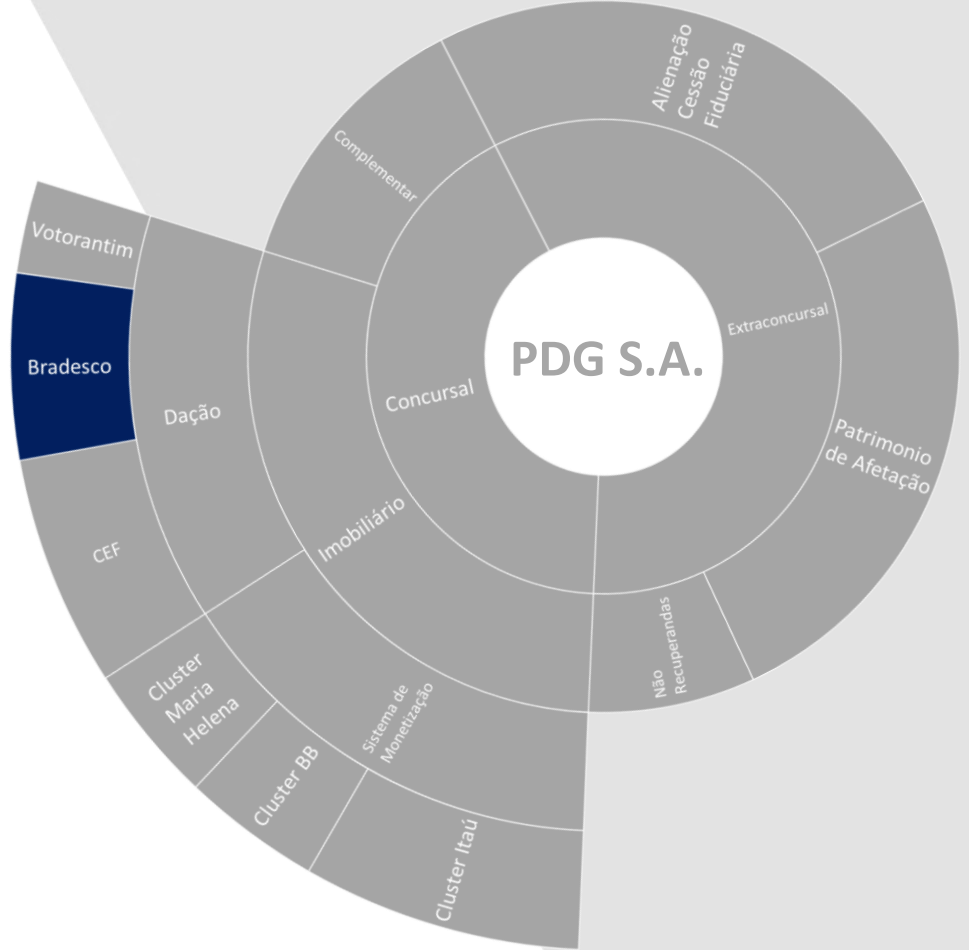 Alienação
Cessão
Fiduciária
Complementar
Votorantim
Extraconcursal
PDG S.A.
Bradesco
Concursal
Dação
Patrimonio
de Afetação
Imobiliário
CEF
Não
Recuperandas
Cluster
Maria
Helena
Sistema de
Monetização
Cluster BB
Cluster Itaú